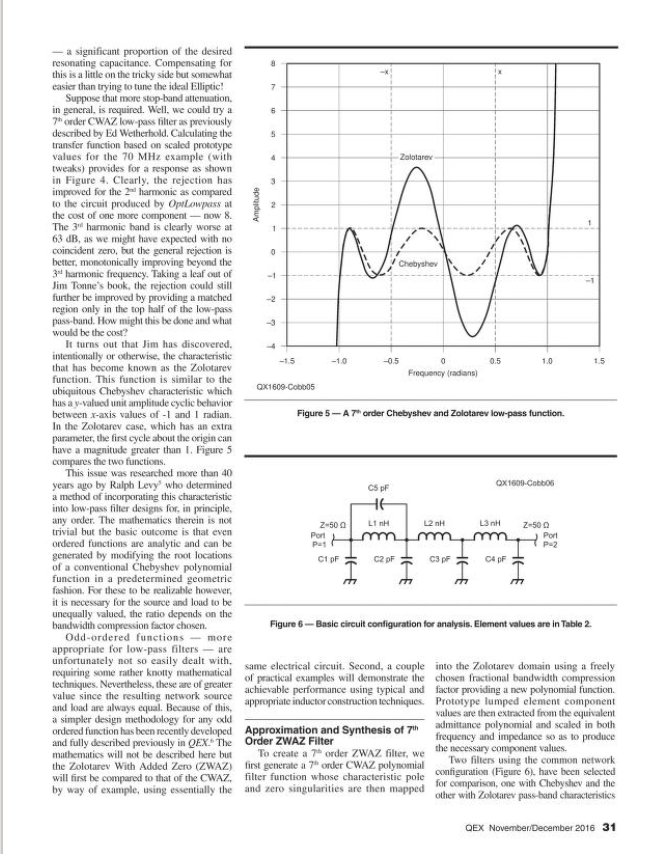 — a significant proportion of the desired
resonating capacitance. Compensating for
this is a little on the tricky side but somewhat
easier than trying to tune the ideal Elliptic!
Suppose that more stop-band attenuation,
in general, is required. Well, we could try a
7th order CWAZ low-pass filter as previously
described by Ed Wetherhold. Calculating the
transfer function based on scaled prototype
values for the 70 MHz example (with
tweaks) provides for a response as shown
in Figure 4. Clearly, the rejection has
improved for the 2nd harmonic as compared
to the circuit produced by OptLowpass at
the cost of one more component — now 8.
The 3rd harmonic band is clearly worse at
63 dB, as we might have expected with no
coincident zero, but the general rejection is
better, monotonically improving beyond the
3rd harmonic frequency. Taking a leaf out of
Jim Tonne's book, the rejection could still
further be improved by providing a matched
region only in the top half of the low-pass
pass-band. How might this be done and what
would be the cost?
It turns out that Jim has discovered,
intentionally or otherwise, the characteristic
that has become known as the Zolotarev
function. This function is similar to the
ubiquitous Chebyshev characteristic which
has a y-valued unit amplitude cyclic behavior
between x-axis values of -1 and 1 radian.
In the Zolotarev case, which has an extra
parameter, the first cycle about the origin can
have a magnitude greater than 1. Figure 5
compares the two functions.
This issue was researched more than 40
years ago by Ralph Levy5 who determined
a method of incorporating this characteristic
into low-pass filter designs for, in principle,
any order. The mathematics therein is not
trivial but the basic outcome is that even
ordered functions are analytic and can be
generated by modifying the root locations
of a conventional Chebyshev polynomial
function in a predetermined geometric
fashion. For these to be realizable however,
it is necessary for the source and load to be
unequally valued, the ratio depends on the
bandwidth compression factor chosen.
Odd-ordered functions — more
appropriate for low-pass filters — are
unfortunately not so easily dealt with,
requiring some rather knotty mathematical
techniques. Nevertheless, these are of greater
value since the resulting network source
and load are always equal. Because of this,
a simpler design methodology for any odd
ordered function has been recently developed
and fully described previously in QEX.6 The
mathematics will not be described here but
the Zolotarev With Added Zero (ZWAZ)
will first be compared to that of the CWAZ,
by way of example, using essentially the
8
7
6
5
4
3
2
1
0
–1
–2
–3
–4
Amplitude
–x
x
Zolotarev
Chebyshev
1
–1
–1.5
–1.0
–0.5
0
0.5
1.0
1.5
Frequency (radians)
QX1609-Cobb05
Figure 5 — A 7th order Chebyshev and Zolotarev low-pass function.
QX1609-Cobb06
C5 pF
Z=50 Ω
L1 nH
L2 nH
L3 nH
Z=50 Ω
Port
P=1
Port
P=2
C1 pF
C2 pF
C3 pF
C4 pF
Figure 6 — Basic circuit configuration for analysis. Element values are in Table 2.
same electrical circuit. Second, a couple
of practical examples will demonstrate the
achievable performance using typical and
appropriate inductor construction techniques.
Approximation and Synthesis of 7th
Order ZWAZ Filter
To create a 7th order ZWAZ filter, we
first generate a 7th order CWAZ polynomial
filter function whose characteristic pole
and zero singularities are then mapped
into the Zolotarev domain using a freely
chosen fractional bandwidth compression
factor providing a new polynomial function.
Prototype lumped element component
values are then extracted from the equivalent
admittance polynomial and scaled in both
frequency and impedance so as to produce
the necessary component values.
Two filters using the common network
configuration (Figure 6), have been selected
for comparison, one with Chebyshev and the
other with Zolotarev pass-band characteristics
QEX November/December 2016 31